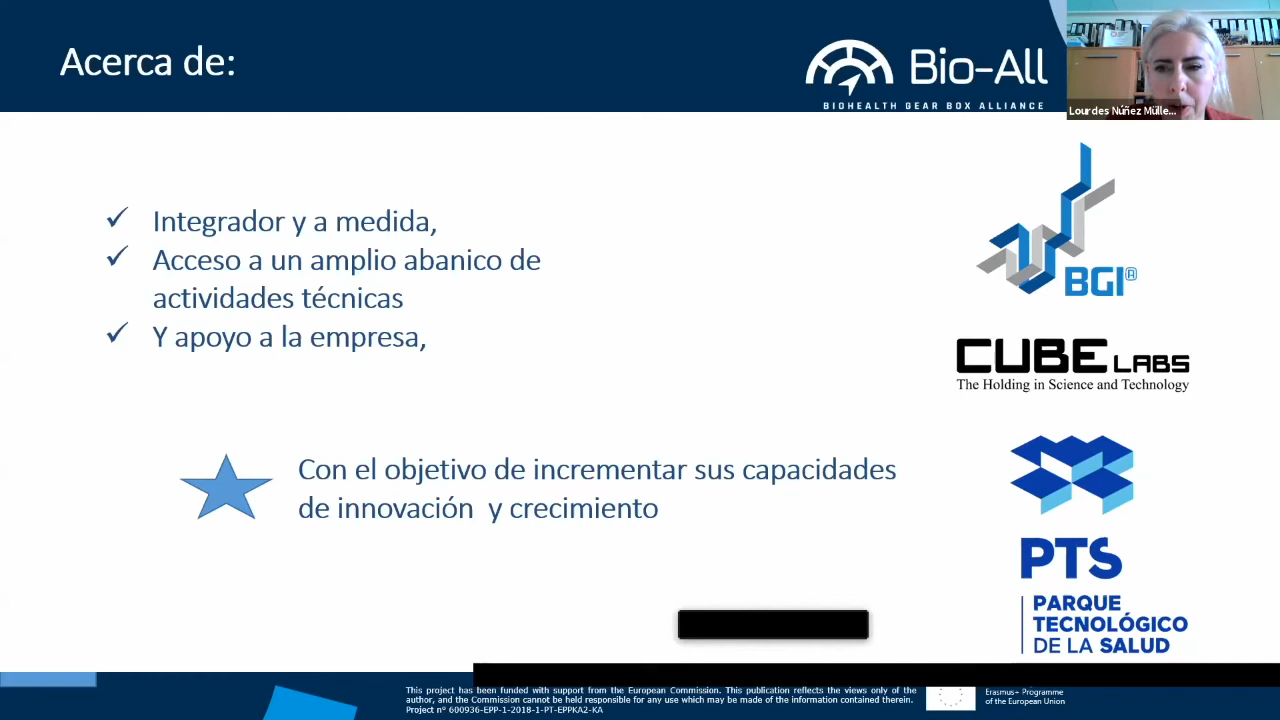 Acerca de:
Bio-All
BIOHEALTH GEAR BOX ALLIANCE
Lourdes Núñez Mülle...
Integrador y a medida,
Acceso a un amplio abanico de
actividades técnicas
Y apoyo a la empresa,
BGI®
CUBE LABS
The Holding in Science and Technology
Con el objetivo de incrementar sus capacidades
de innovación y crecimiento
PTS
PARQUE
TECNOLÓGICO
DE LA SALUD
This project has been funded with support from the European Commission. This publication reflects the views only of the
author, and the Commission cannot be held responsible for any use which may be made of the information contained therein.
Project nº 600936-EPP-1-2018-1-PT-EPPKA2-KA
Erasmus+ Programme
of the European Union